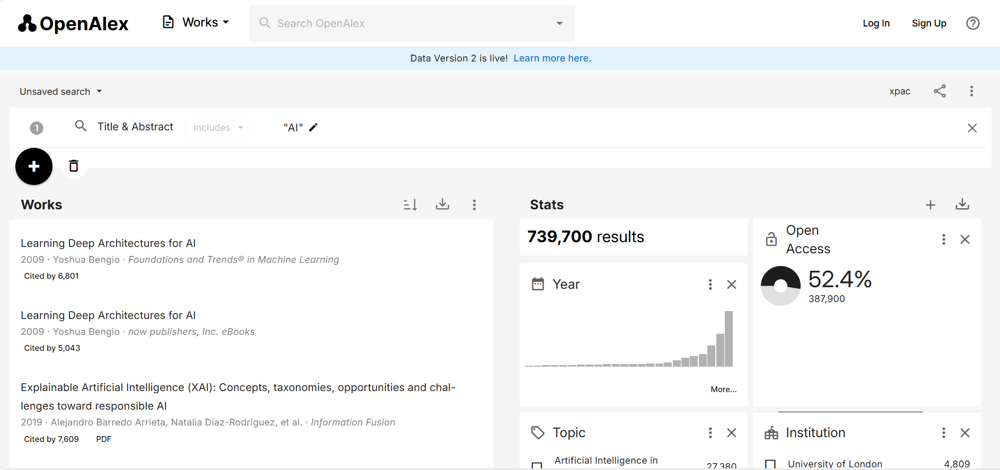 OpenAlex
Works
Search OpenAlex
Log In
Sign Up
Data Version 2 is live! Learn more here.
Unsaved search
xpac
1
Title & Abstract
includes
"AI"
Works
Learning Deep Architectures for AI
2009 · Yoshua Bengio · Foundations and Trends® in Machine Learning
Cited by 6,801
Learning Deep Architectures for AI
2009 · Yoshua Bengio · now publishers, Inc. eBooks
Cited by 5,043
Explainable Artificial Intelligence (XAI): Concepts, taxonomies, opportunities and chal-
lenges toward responsible AI
2019 · Alejandro Barredo Arrieta, Natalia Díaz-Rodríguez, et al. · Information Fusion
Cited by 7,609 PDF
Stats
739,700 results
Year
More...
Open
Access
52.4%
387,900
Topic
Artificial Intelligence in
27,380
Institution
University of London
4,809